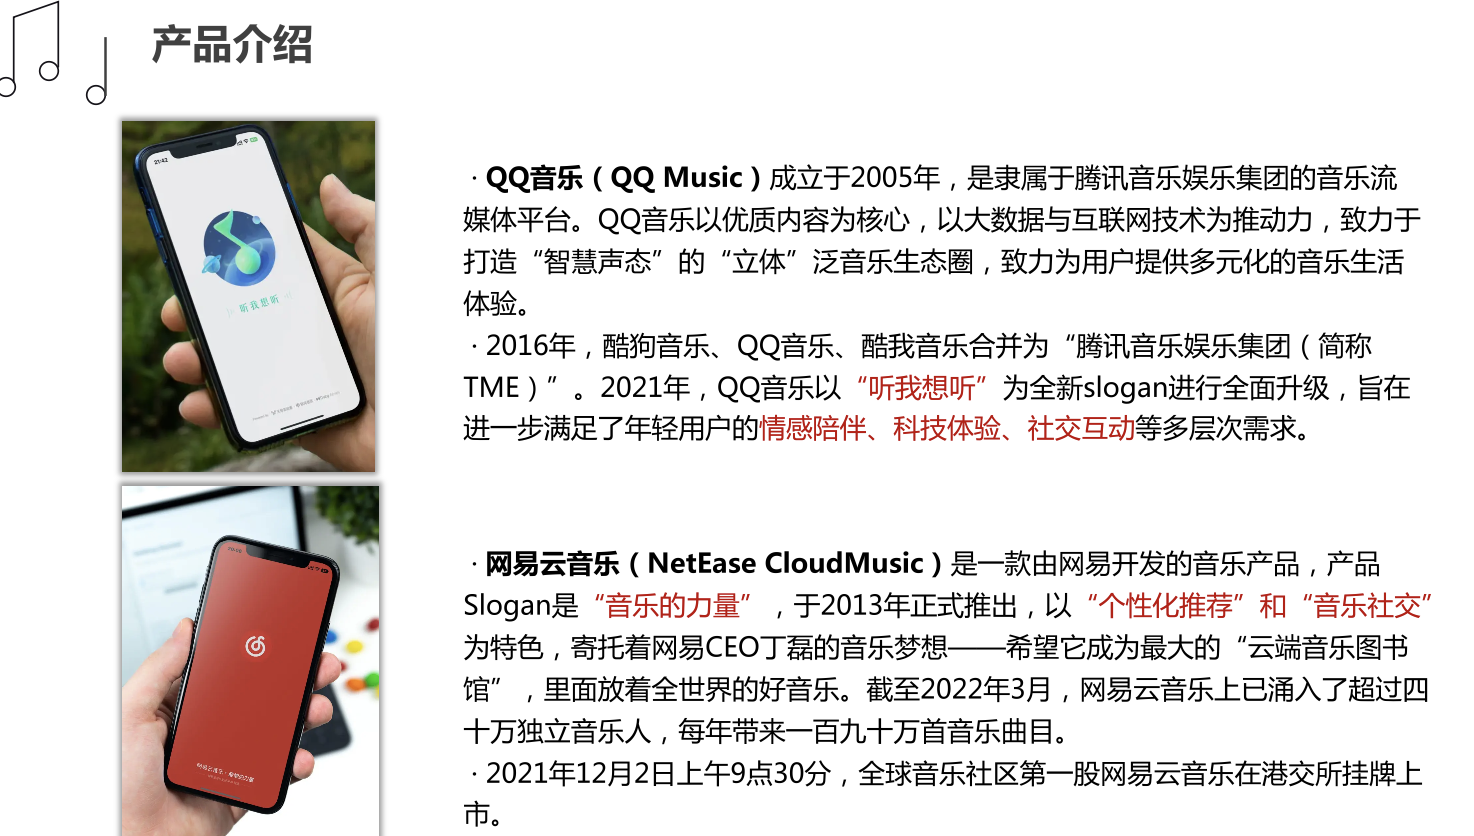 产品介绍
21:42
听我想听
· QQ音乐（QQ Music）成立于2005年，是隶属于腾讯音乐娱乐集团的音乐流
媒体平台。QQ音乐以优质内容为核心，以大数据与互联网技术为推动力，致力于
打造“智慧声态”的“立体”泛音乐生态圈，致力为用户提供多元化的音乐生活
体验。
· 2016年，酷狗音乐、QQ音乐、酷我音乐合并为“腾讯音乐娱乐集团（简称
TME）”。2021年，QQ音乐以“听我想听”为全新slogan进行全面升级，旨在
进一步满足了年轻用户的情感陪伴、科技体验、社交互动等多层次需求。
· 网易云音乐（NetEase CloudMusic）是一款由网易开发的音乐产品，产品
Slogan是“音乐的力量”，于2013年正式推出，以“个性化推荐”和“音乐社交”
为特色，寄托着网易CEO丁磊的音乐梦想——希望它成为最大的“云端音乐图书
馆”，里面放着全世界的好音乐。截至2022年3月，网易云音乐上已涌入了超过四
十万独立音乐人，每年带来一百九十万首音乐曲目。
· 2021年12月2日上午9点30分，全球音乐社区第一股网易云音乐在港交所挂牌上
市。